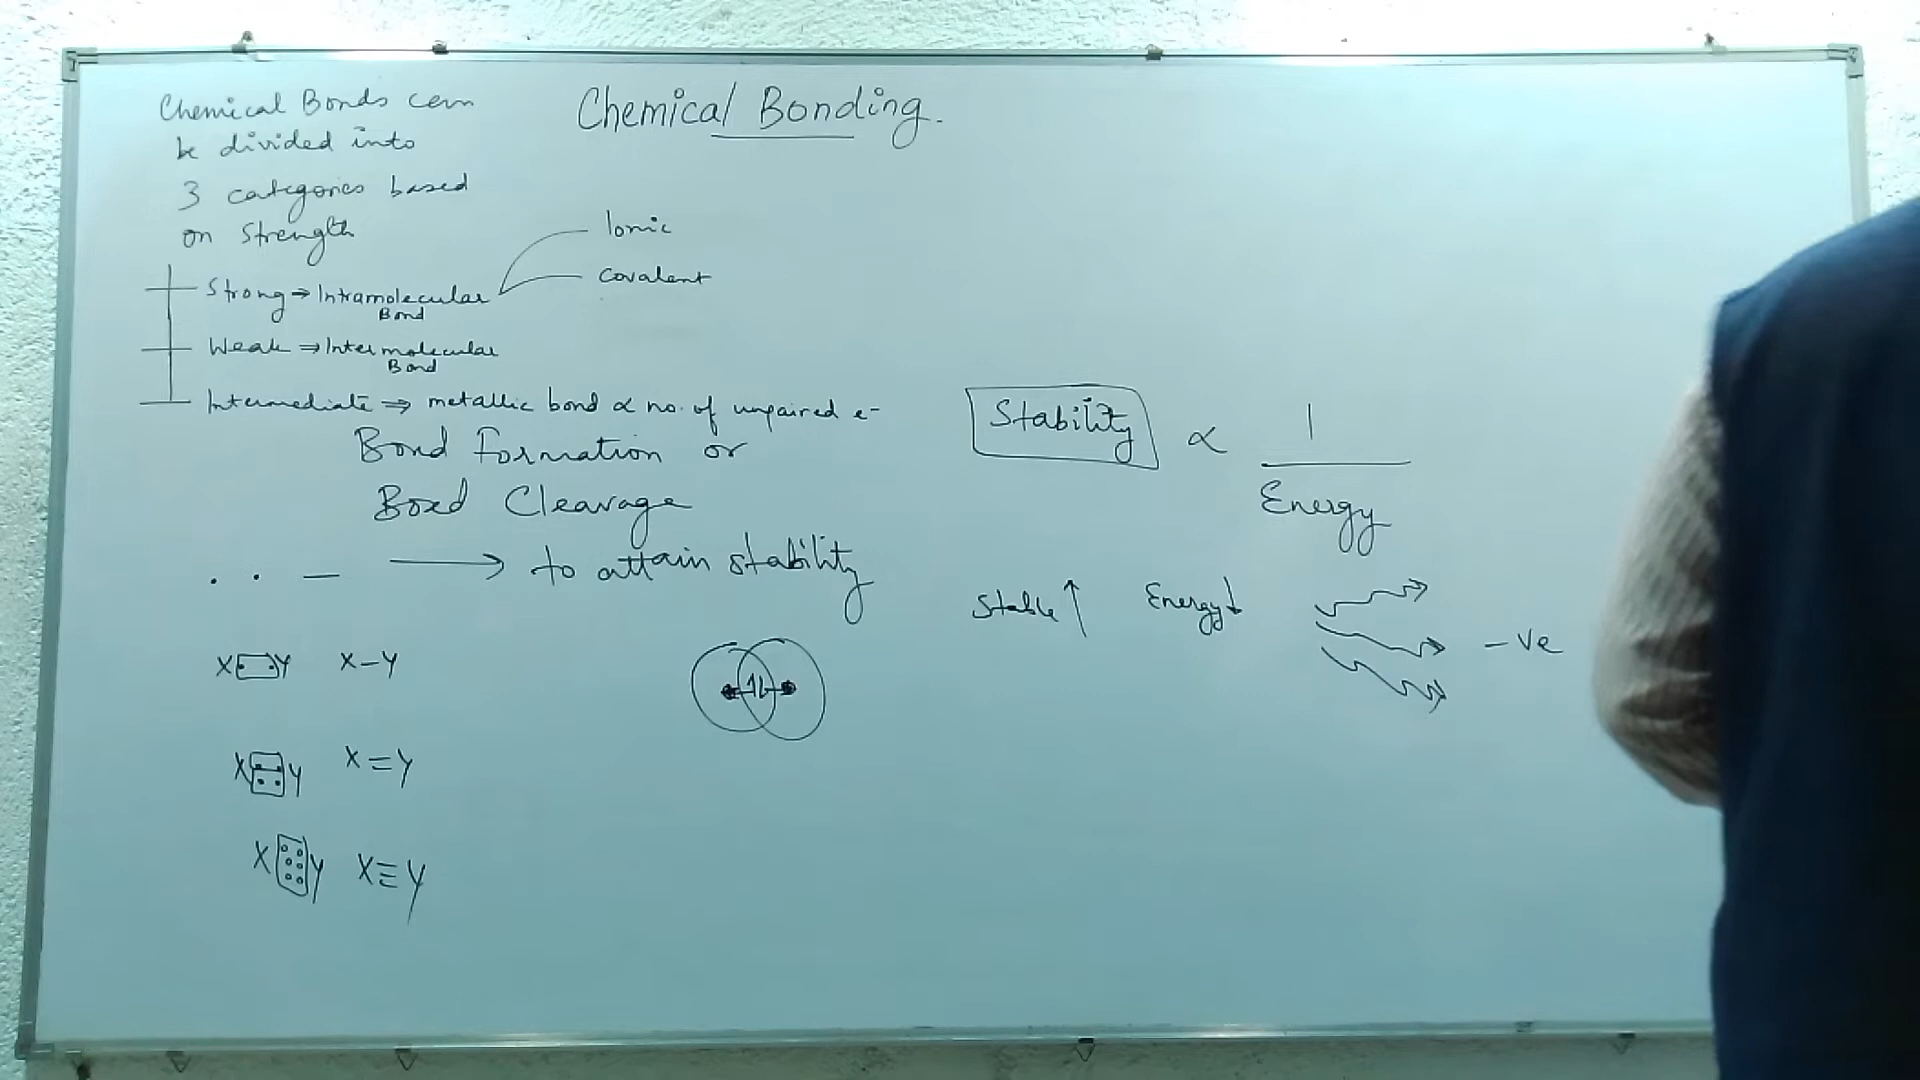 Chemical Bonding.
Chemical Bonds can
be divided into
3 categories based
on strength
Strong ⇒ Intramolecular
Bond
Ionic
Covalent
Weak ⇒ Intermolecular
Bond
Intermediate ⇒ metallic bond ∝ no. of unpaired e-
Bond Formation or
Bond Cleavage
. . — ⟶ to attain stability
X Y X-Y
X Y X=Y
X Y X≡Y
1L
Stability ∝ 1
Energy
Stable ↑ Energy ↓ -ve